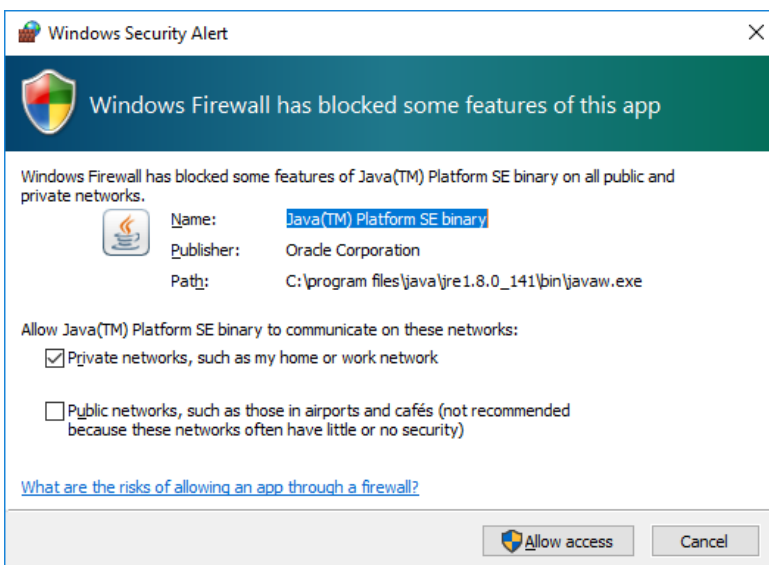 Windows Security Alert
Windows Firewall has blocked some features of this app
Windows Firewall has blocked some features of Java(TM) Platform SE binary on all public and
private networks.
Name: Java(TM) Platform SE binary
Publisher: Oracle Corporation
Path: C:\program files\java\jre1.8.0_141\bin\javaw.exe
Allow Java(TM) Platform SE binary to communicate on these networks:
Private networks, such as my home or work network
Public networks, such as those in airports and cafés (not recommended
because these networks often have little or no security)
What are the risks of allowing an app through a firewall?
Allow access Cancel